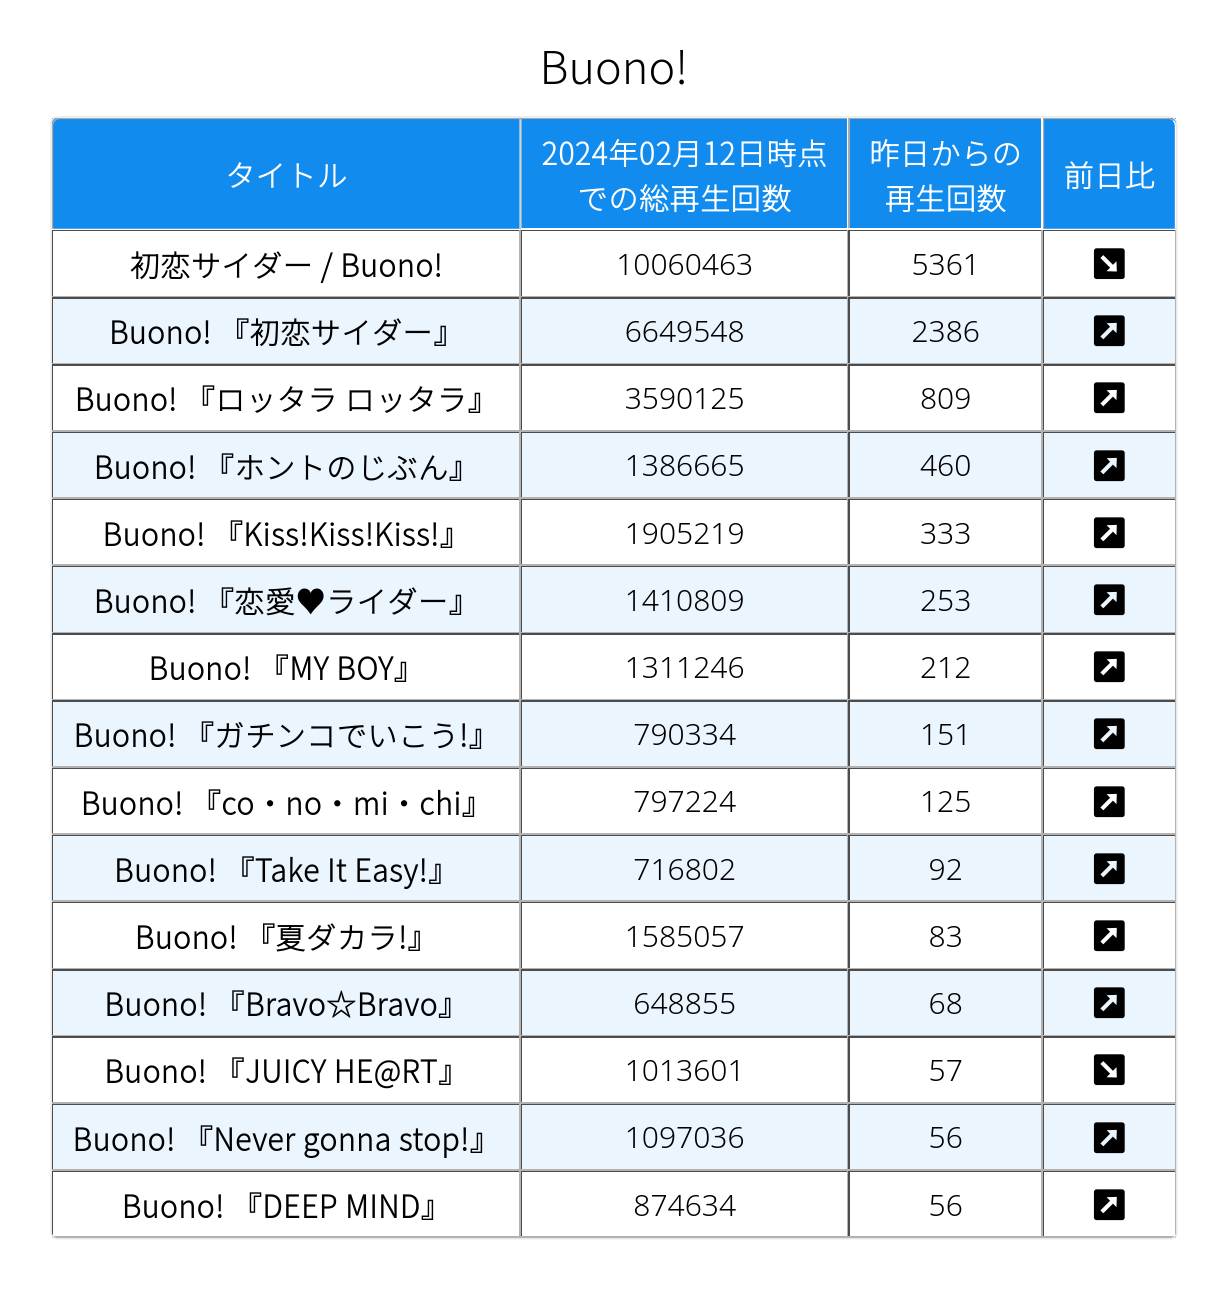 Buono!
タイトル
2024年02月12日時点
での総再生回数
昨日からの
再生回数
前日比
初恋サイダー / Buono! 10060463 5361 ↘
Buono! 『初恋サイダー』 6649548 2386 ↗
Buono! 『ロッタラ ロッタラ』 3590125 809 ↗
Buono! 『ホントのじぶん』 1386665 460 ↗
Buono! 『Kiss!Kiss!Kiss!』 1905219 333 ↗
Buono! 『恋愛♥ライダー』 1410809 253 ↗
Buono! 『MY BOY』 1311246 212 ↗
Buono! 『ガチンコでいこう!』 790334 151 ↗
Buono! 『co・no・mi・chi』 797224 125 ↗
Buono! 『Take It Easy!』 716802 92 ↗
Buono! 『夏ダカラ!』 1585057 83 ↗
Buono! 『Bravo☆Bravo』 648855 68 ↗
Buono! 『JUICY HE@RT』 1013601 57 ↘
Buono! 『Never gonna stop!』 1097036 56 ↗
Buono! 『DEEP MIND』 874634 56 ↗